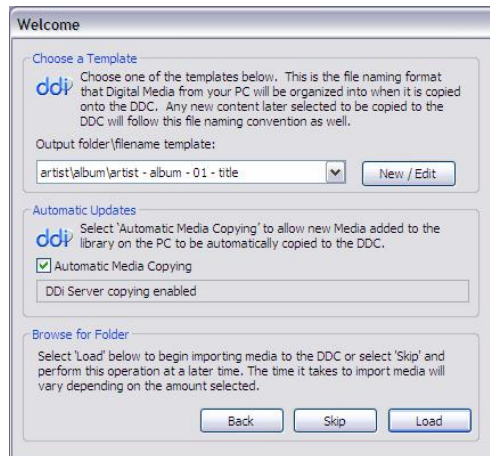 Welcome
Choose a Template
ddi
Choose one of the templates below. This is the file naming format
that Digital Media from your PC will be organized into when it is copied
onto the DDC. Any new content later selected to be copied to the
DDC will follow this file naming convention as well.
Output folder\filename template:
artist\album\artist - album - 01 - title
New / Edit
Automatic Updates
ddi
Select 'Automatic Media Copying' to allow new Media added to the
library on the PC to be automatically copied to the DDC.
Automatic Media Copying
DDi Server copying enabled
Browse for Folder
Select 'Load' below to begin importing media to the DDC or select 'Skip' and
perform this operation at a later time. The time it takes to import media will
vary depending on the amount selected.
Back
Skip
Load